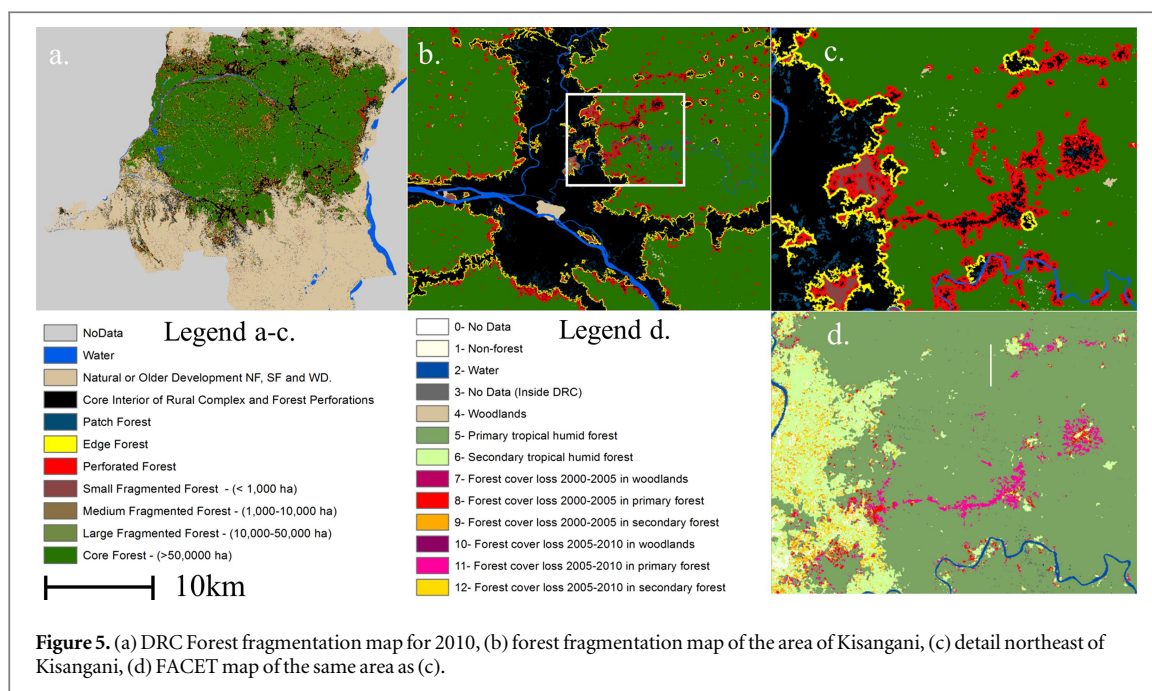 a.
b.
c.
Legend a-c.
NoData
Water
Natural or Older Development NF, SF and WD.
Core Interior of Rural Complex and Forest Perforations
Patch Forest
Edge Forest
Perforated Forest
Small Fragmented Forest - (< 1,000 ha)
Medium Fragmented Forest - (1,000-10,000 ha)
Large Fragmented Forest - (10,000-50,000 ha)
Core Forest - (>50,0000 ha)
10km
Legend d.
0- No Data
1- Non-forest
2- Water
3- No Data (Inside DRC)
4- Woodlands
5- Primary tropical humid forest
6- Secondary tropical humid forest
7- Forest cover loss 2000-2005 in woodlands
8- Forest cover loss 2000-2005 in primary forest
9- Forest cover loss 2000-2005 in secondary forest
10- Forest cover loss 2005-2010 in woodlands
11- Forest cover loss 2005-2010 in primary forest
12- Forest cover loss 2005-2010 in secondary forest
d.
Figure 5. (a) DRC Forest fragmentation map for 2010, (b) forest fragmentation map of the area of Kisangani, (c) detail northeast of
Kisangani, (d) FACET map of the same area as (c).